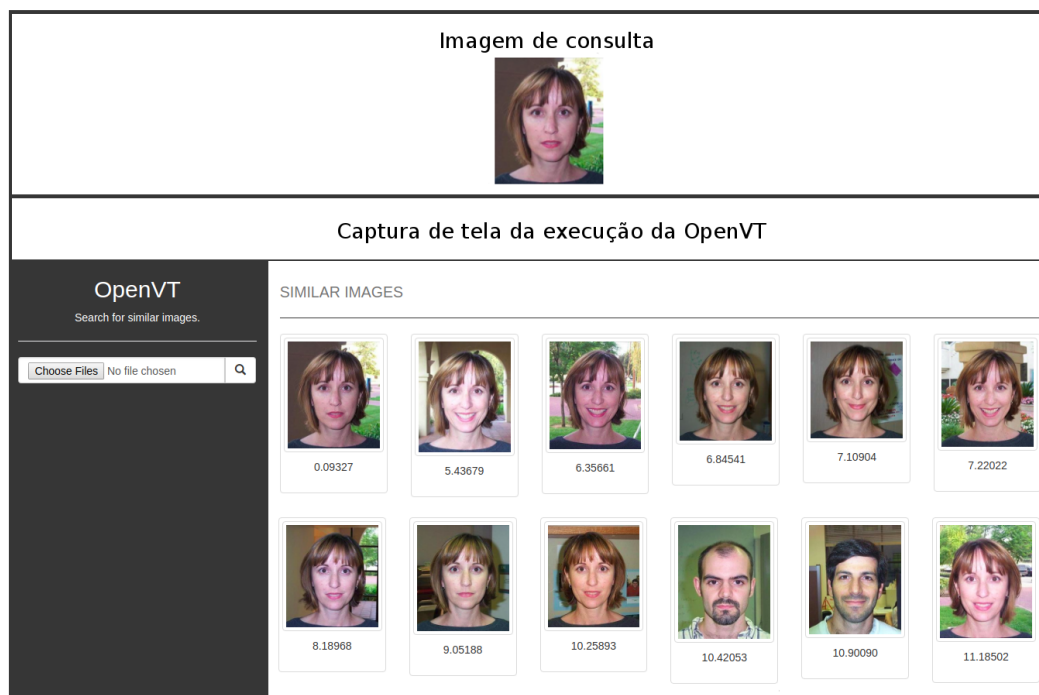 Imagem de consulta
Captura de tela da execução da OpenVT
OpenVT
Search for similar images.
Choose Files No file chosen
SIMILAR IMAGES
0.09327
5.43679
6.35661
6.84541
7.10904
7.22022
8.18968
9.05188
10.25893
10.42053
10.90090
11.18502